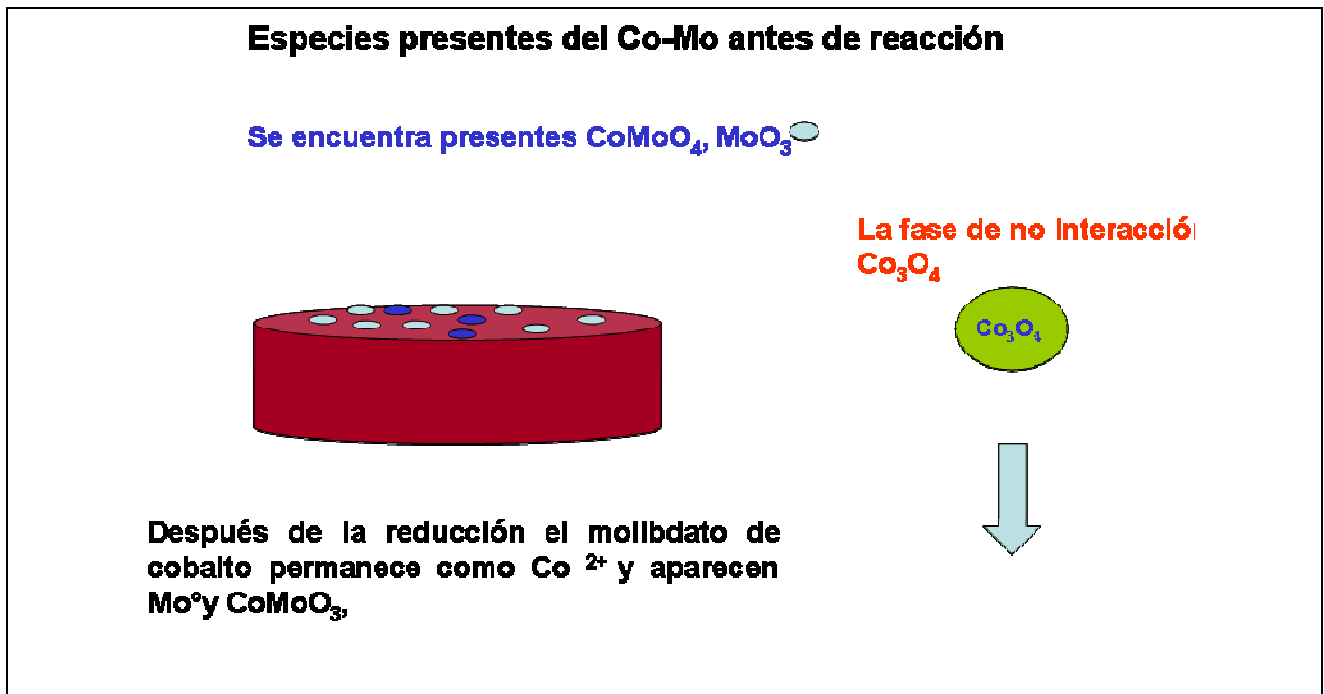 Especies presentes del Co-Mo antes de reacción
Se encuentra presentes CoMoO₄, MoO₃
La fase de no Interacción
Co₃O₄
Co₃O₄
Después de la reducción el molibdato de
cobalto permanece como Co ²⁺ y aparecen
Mo°y CoMoO₃,